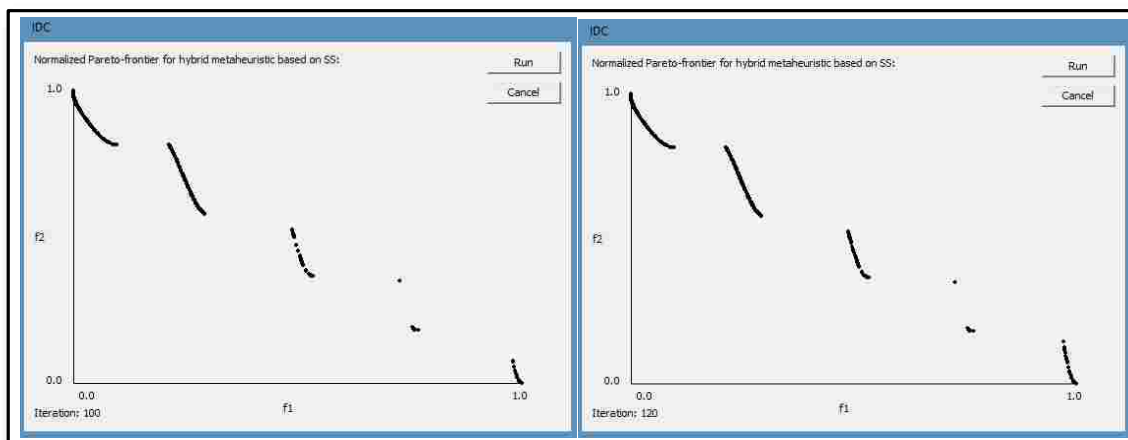 JDC
Normalized Pareto-frontier for hybrid metaheuristic based on SS:
Run
Cancel
1.0
f2
0.0
0.0
1.0
f1
Iteration: 100
JDC
Normalized Pareto-frontier for hybrid metaheuristic based on SS:
Run
Cancel
1.0
f2
0.0
0.0
1.0
f1
Iteration: 120